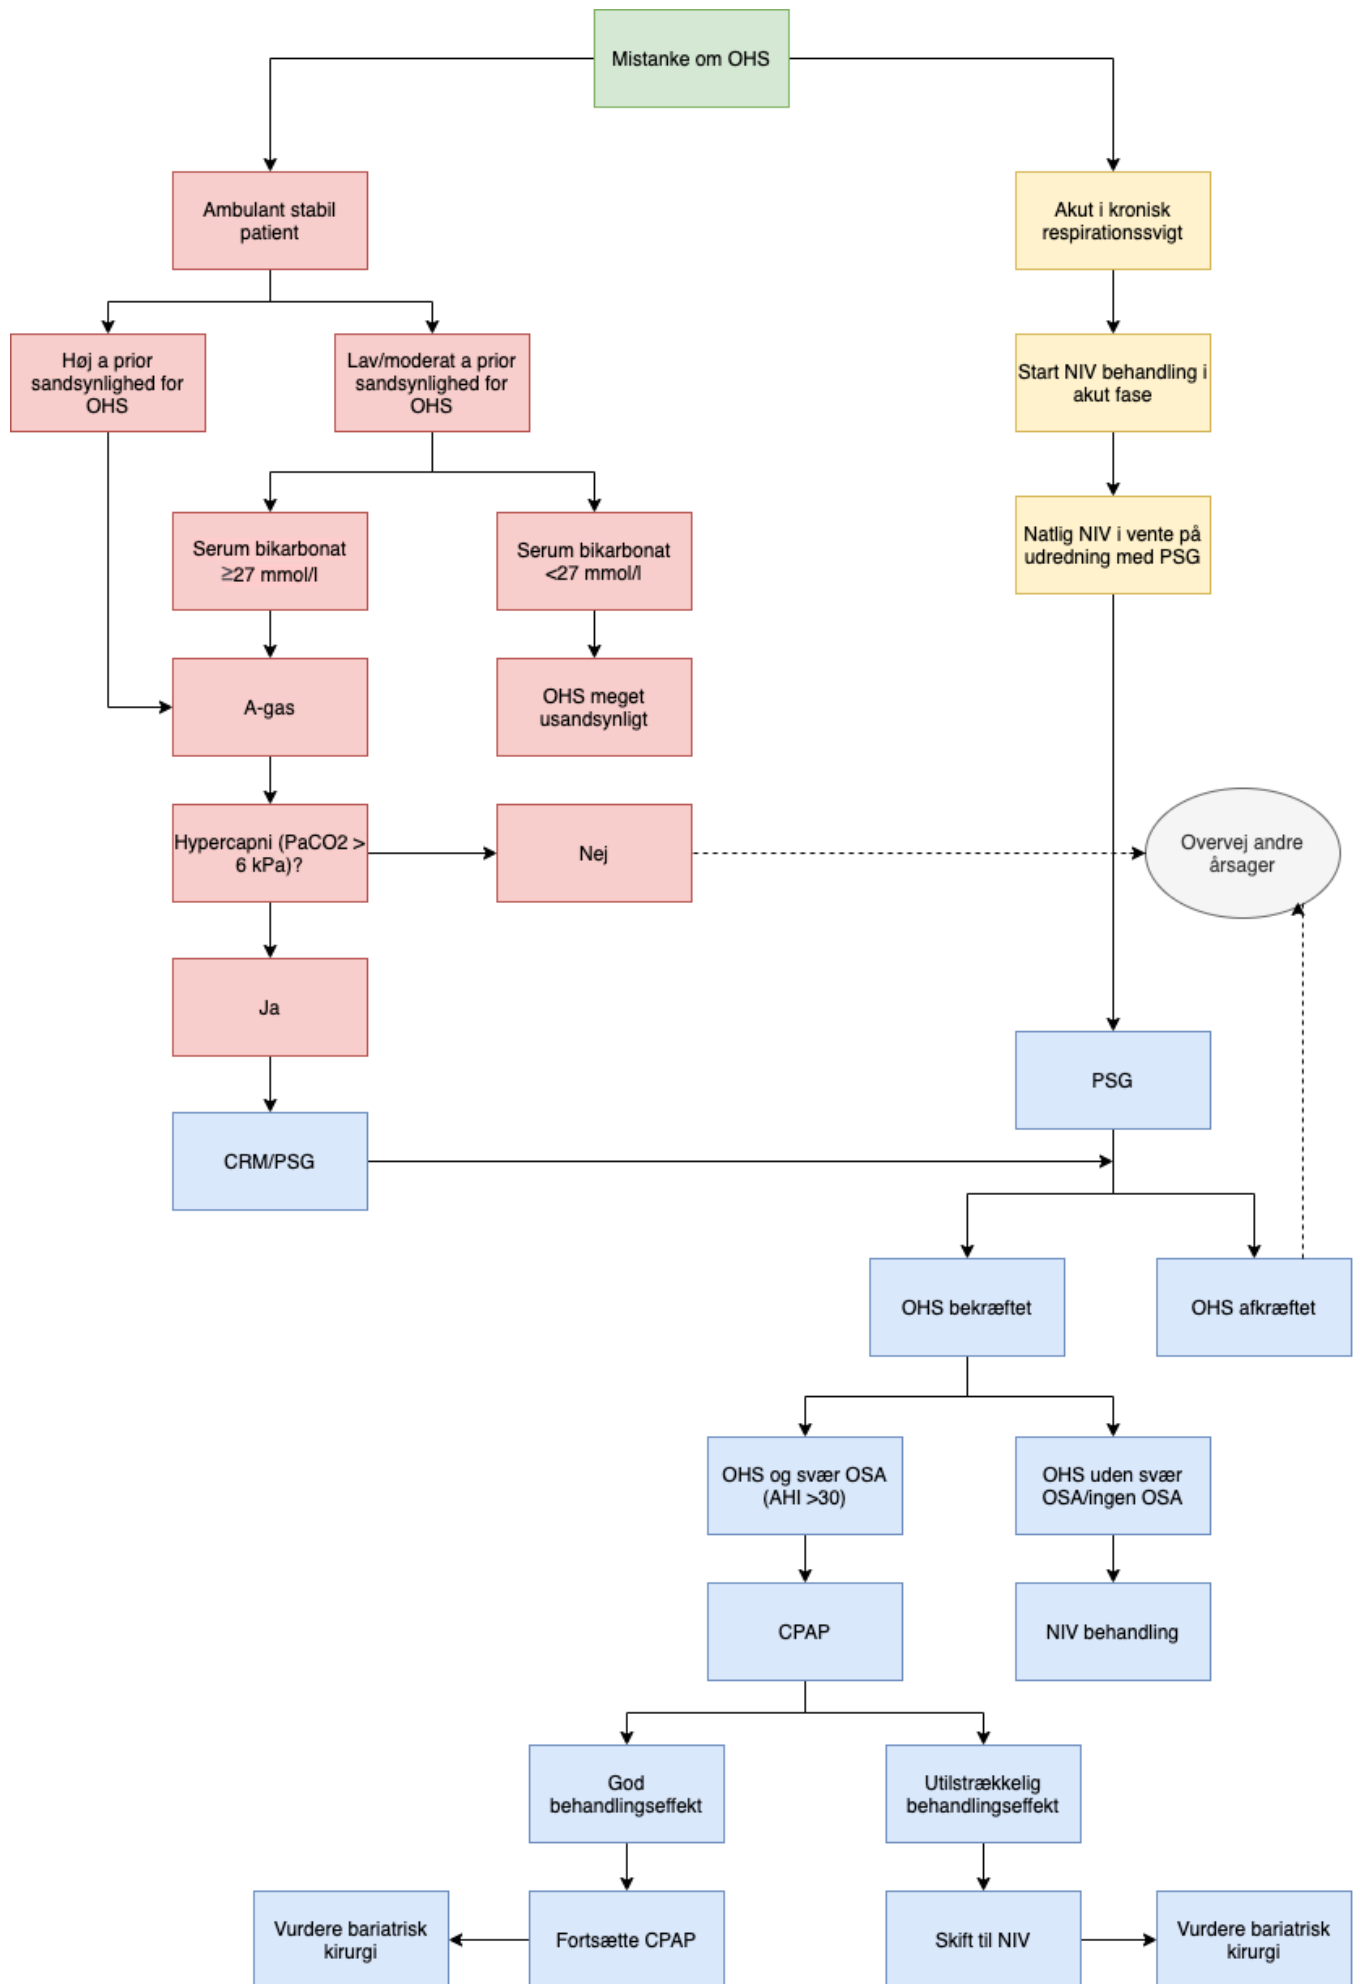 Mistanke om OHS
Ambulant stabil
patient
Akut i kronisk
respirationssvigt
Høj a prior
sandsynlighed for
OHS
Lav/moderat a prior
sandsynlighed for
OHS
Start NIV behandling i
akut fase
Serum bikarbonat
≥27 mmol/l
Serum bikarbonat
<27 mmol/l
Natlig NIV i vente på
udredning med PSG
A-gas
OHS meget
usandsynligt
Hypercapni (PaCO2 >
6 kPa)?
Nej
Overvej andre
årsager
Ja
PSG
CRM/PSG
OHS bekræftet
OHS afkræftet
OHS og svær OSA
(AHI >30)
OHS uden svær
OSA/ingen OSA
CPAP
NIV behandling
God
behandlingseffekt
Utilstrækkelig
behandlingseffekt
Vurdere bariatrisk
kirurgi
Fortsætte CPAP
Skift til NIV
Vurdere bariatrisk
kirurgi